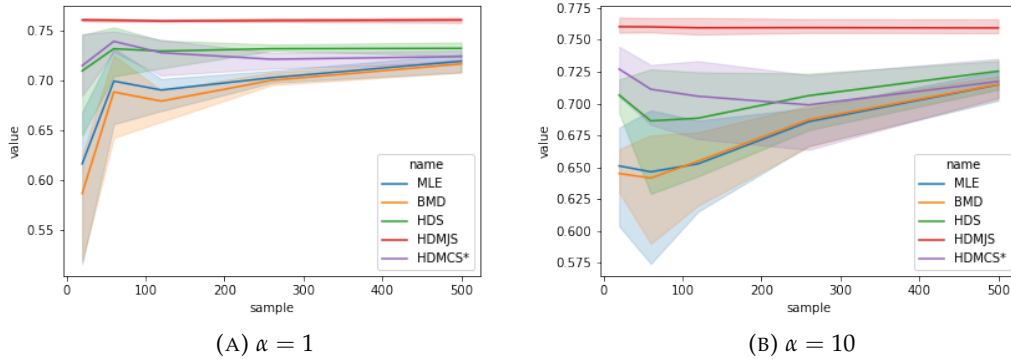 0.75
0.70
0.65
0.60
0.55
value
0 100 200 300 400 500
sample
name
MLE
BMD
HDS
HDMJS
HDMCS*
(A) α = 1
0.775
0.750
0.725
0.700
0.675
0.650
0.625
0.600
0.575
value
0 100 200 300 400 500
sample
name
MLE
BMD
HDS
HDMJS
HDMCS*
(B) α = 10